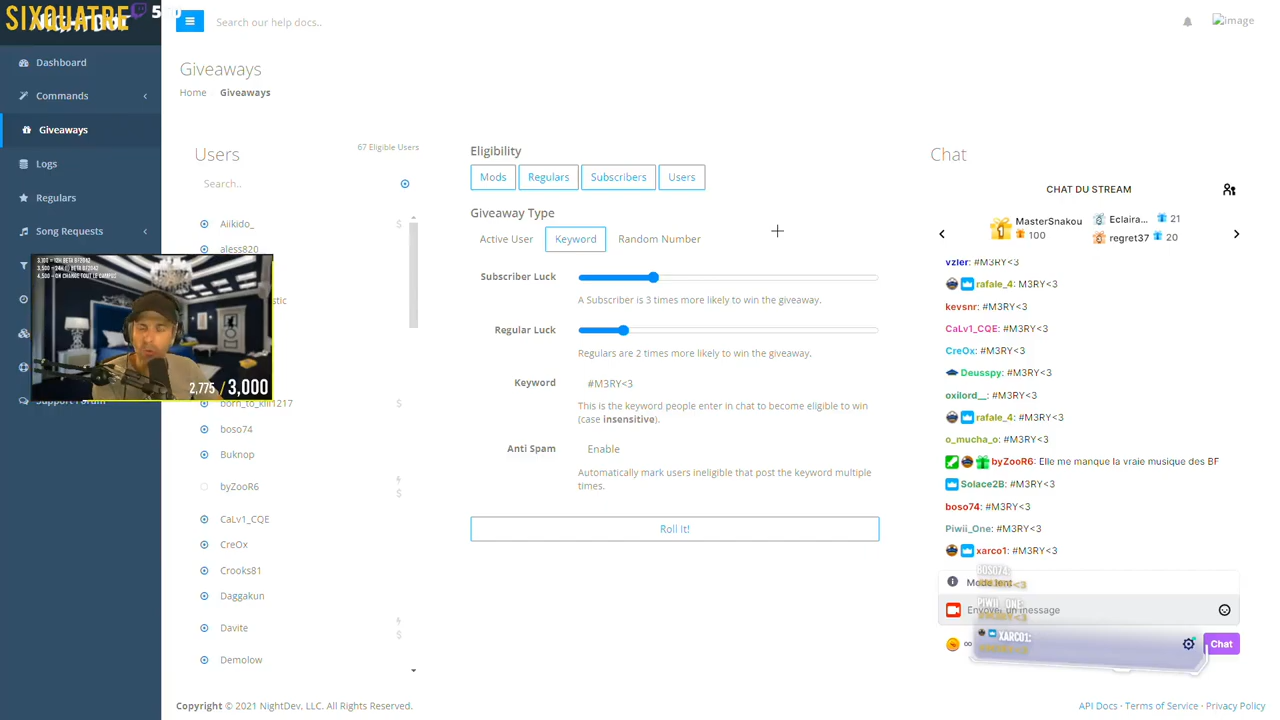 SIXQUATRE
Search our help docs..
image
Dashboard
Commands
Giveaways
Logs
Regulars
Song Requests
Giveaways
Home
Giveaways
Users
67 Eligible Users
Search..
Aiikido_
$
aless820
born_to_kill1217
$
boso74
Buknop
byZooR6
$
CaLv1_CQE
CreOx
Crooks81
Daggakun
Davite
$
Demolow
2,775 / 3,000
Eligibility
Mods Regulars Subscribers Users
Giveaway Type
Active User Keyword Random Number
Subscriber Luck
A Subscriber is 3 times more likely to win the giveaway.
Regular Luck
Regulars are 2 times more likely to win the giveaway.
Keyword
#M3RY<3
This is the keyword people enter in chat to become eligible to win
(case insensitive).
Anti Spam
Enable
Automatically mark users ineligible that post the keyword multiple
times.
Roll It!
Chat
CHAT DU STREAM
1 MasterSnakou
100
2 Eclaira... 21
3 regret37 20
vzler: #M3RY<3
rafale_4: M3RY<3
kevsnr: #M3RY<3
CaLv1_CQE: #M3RY<3
CreOx: #M3RY<3
Deusspy: #M3RY<3
oxilord__: #M3RY<3
rafale_4: #M3RY<3
o_mucha_o: #M3RY<3
byZooR6: Elle me manque la vraie musique des BF
Solace2B: #M3RY<3
boso74: #M3RY<3
Piwii_One: #M3RY<3
xarco1: #M3RY<3
BOSO74:
Mode lent
PIWII_ONE:
Envoyer un message
XARCO1:
Chat
Copyright © 2021 NightDev, LLC. All Rights Reserved.
API Docs · Terms of Service · Privacy Policy